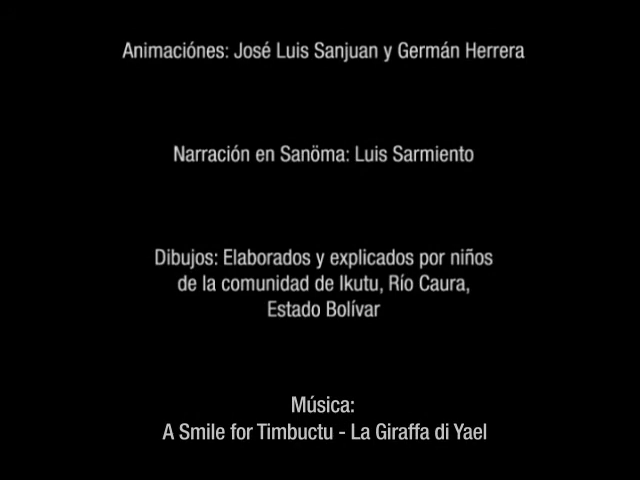 Animaciónes: José Luis Sanjuan y Germán Herrera
Narración en Sanöma: Luis Sarmiento
Dibujos: Elaborados y explicados por niños
de la comunidad de Ikutu, Río Caura,
Estado Bolívar
Música:
A Smile for Timbuctu - La Giraffa di Yael